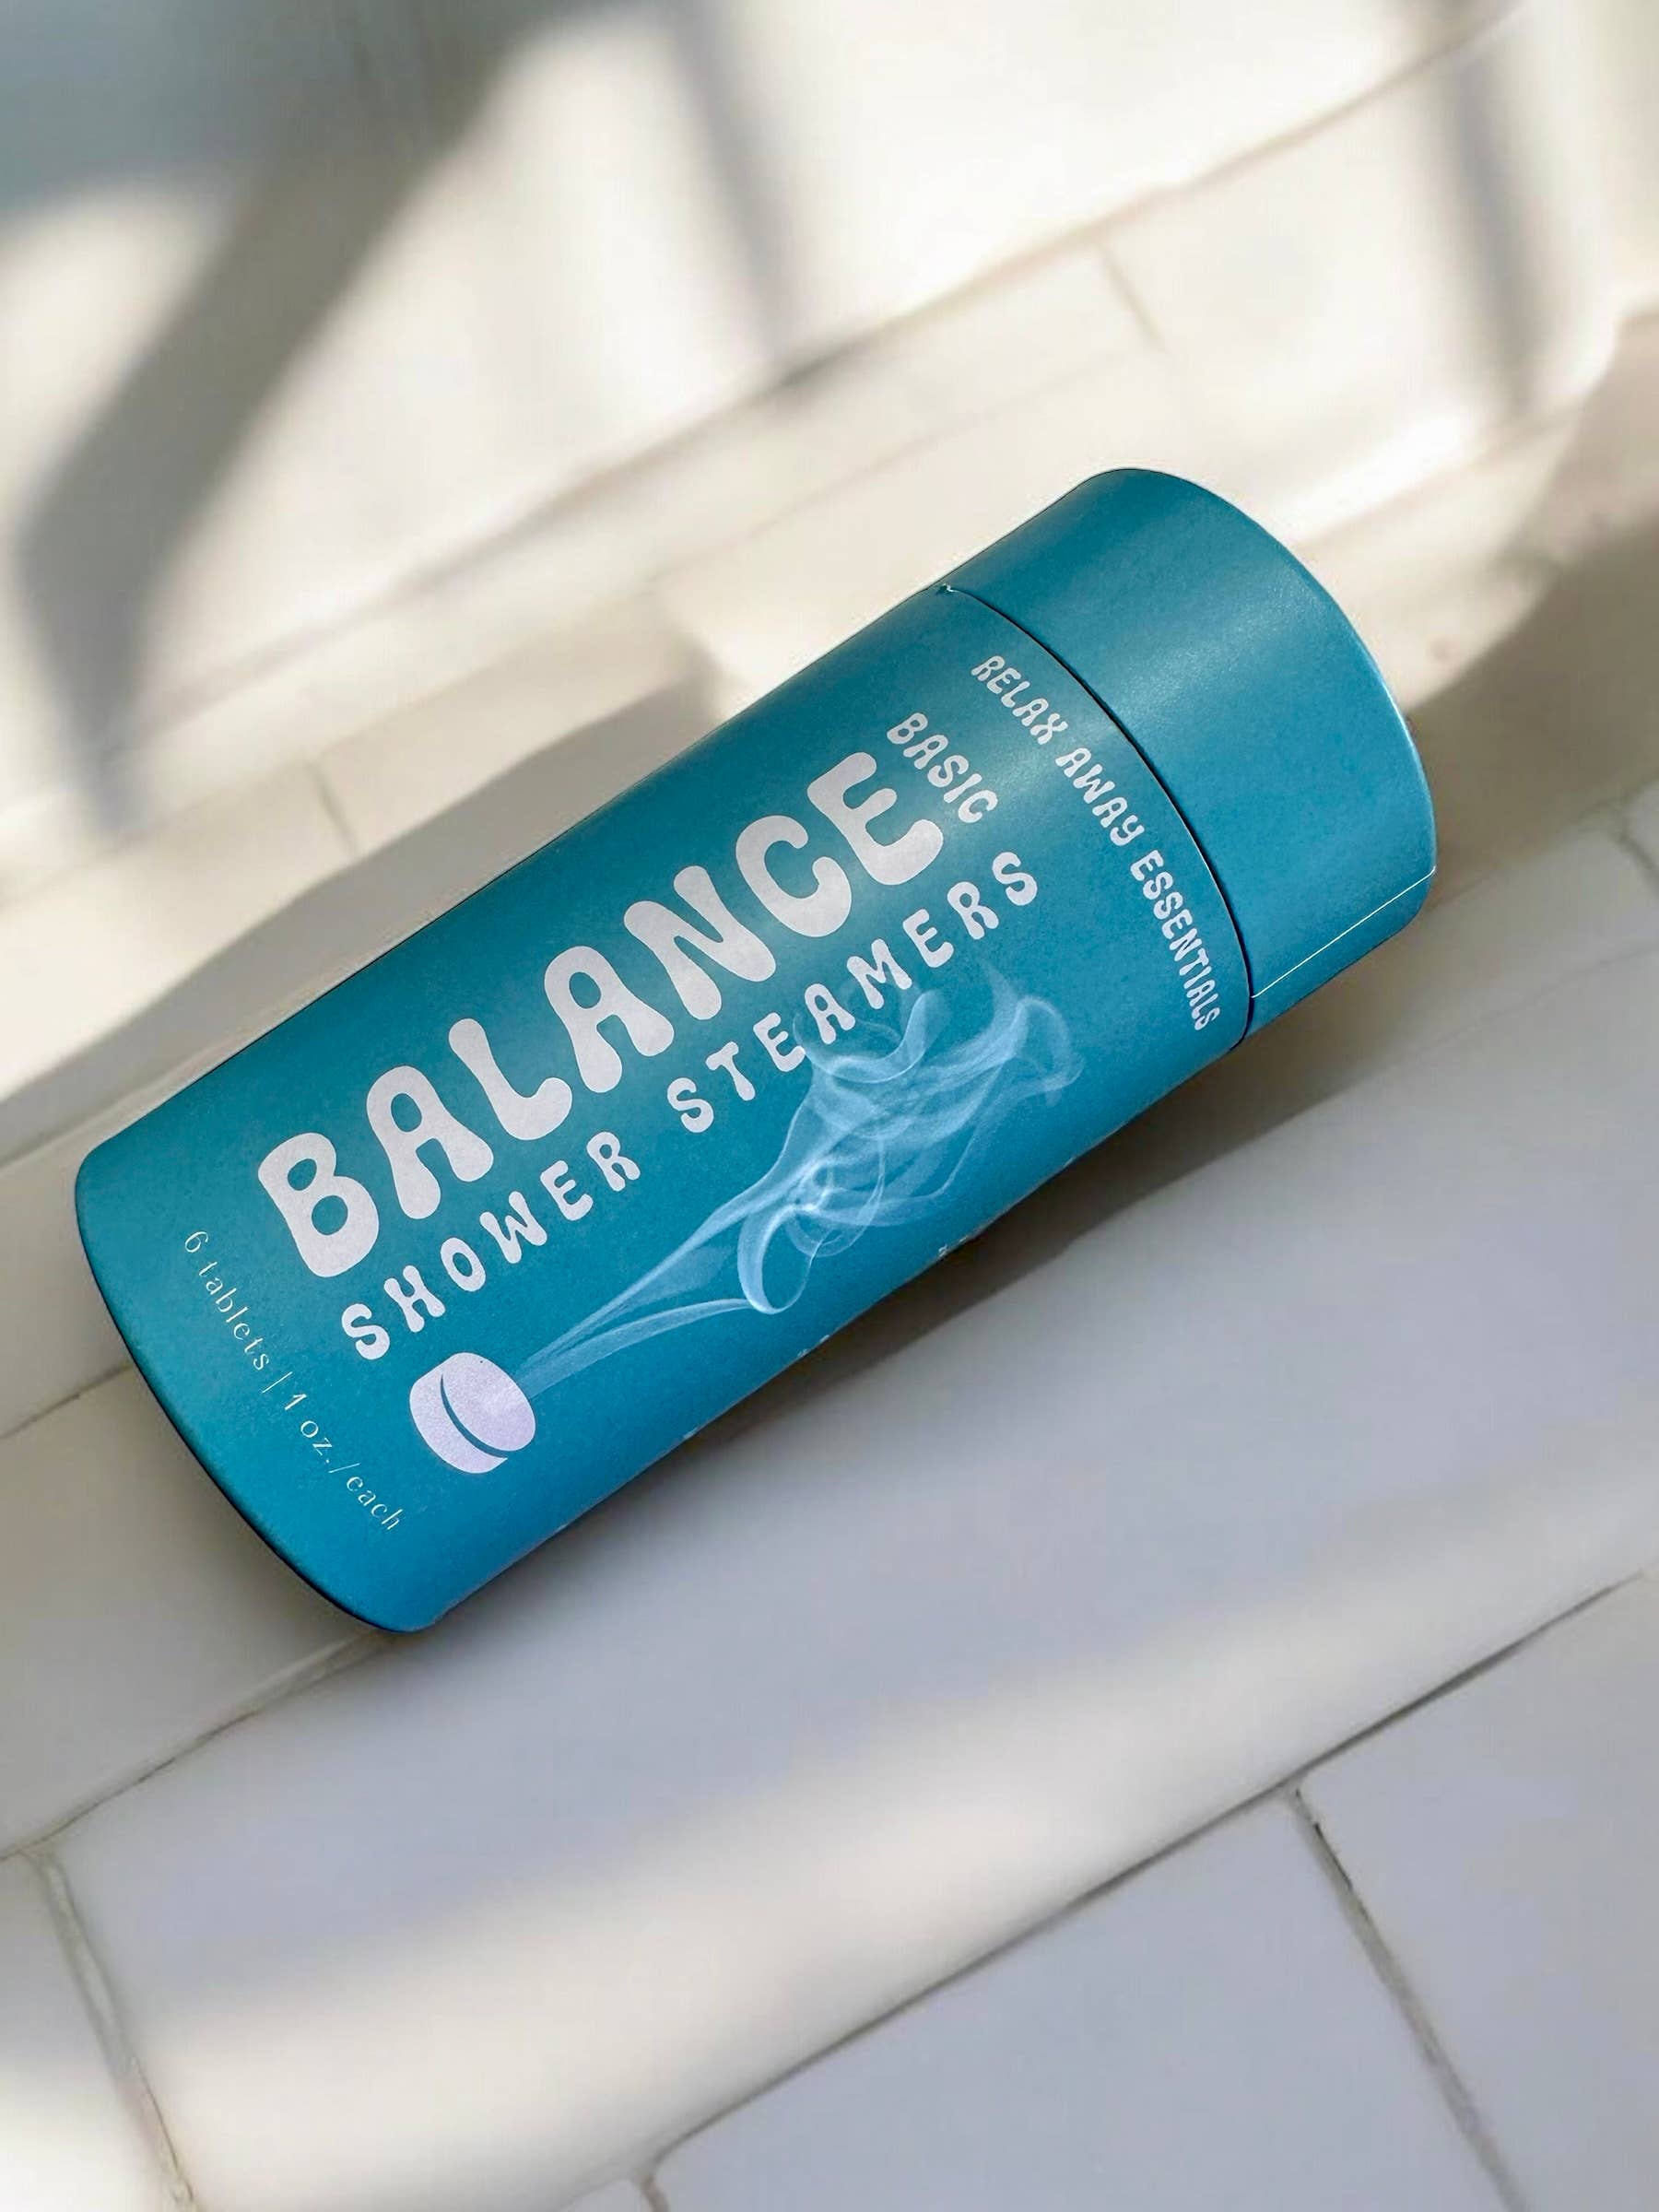 RELAX AWAY ESSENTIALS
BASIC
BALANCE
SHOWER STEAMERS
6 tablets | 1 oz./each